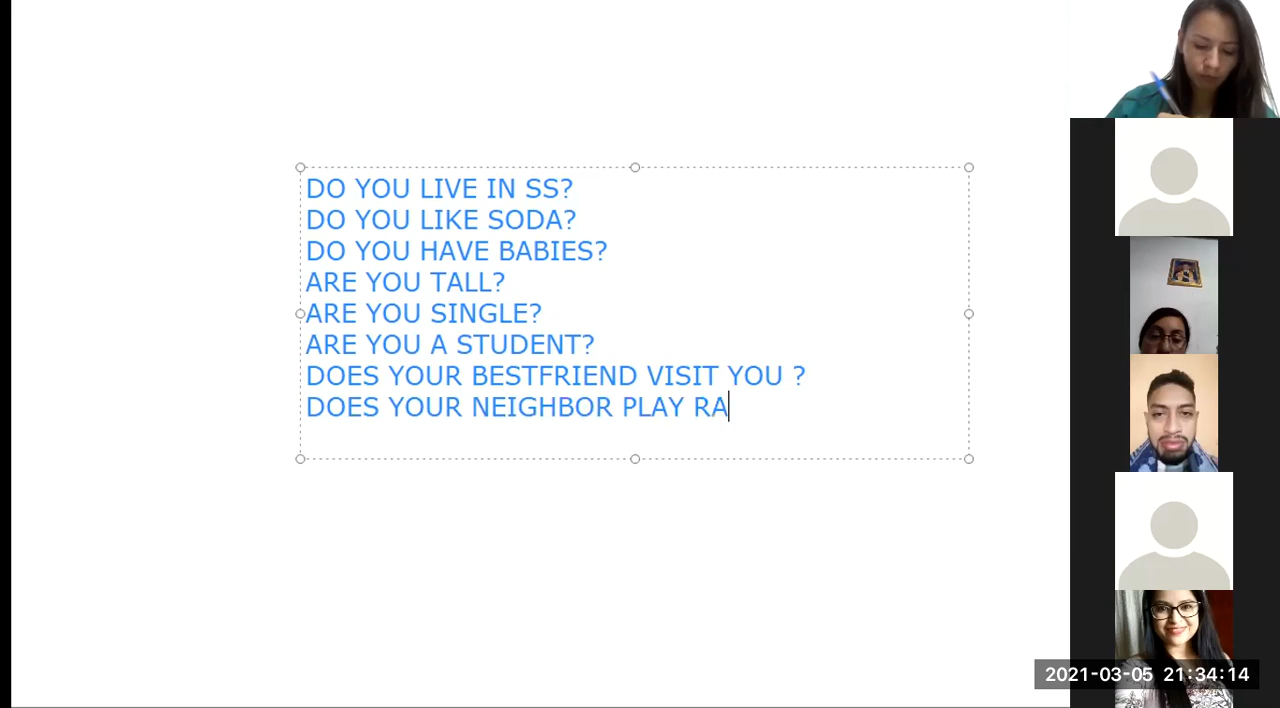 DO YOU LIVE IN SS?
DO YOU LIKE SODA?
DO YOU HAVE BABIES?
ARE YOU TALL?
ARE YOU SINGLE?
ARE YOU A STUDENT?
DOES YOUR BESTFRIEND VISIT YOU ?
DOES YOUR NEIGHBOR PLAY RA
2021-03-05 21:34:14